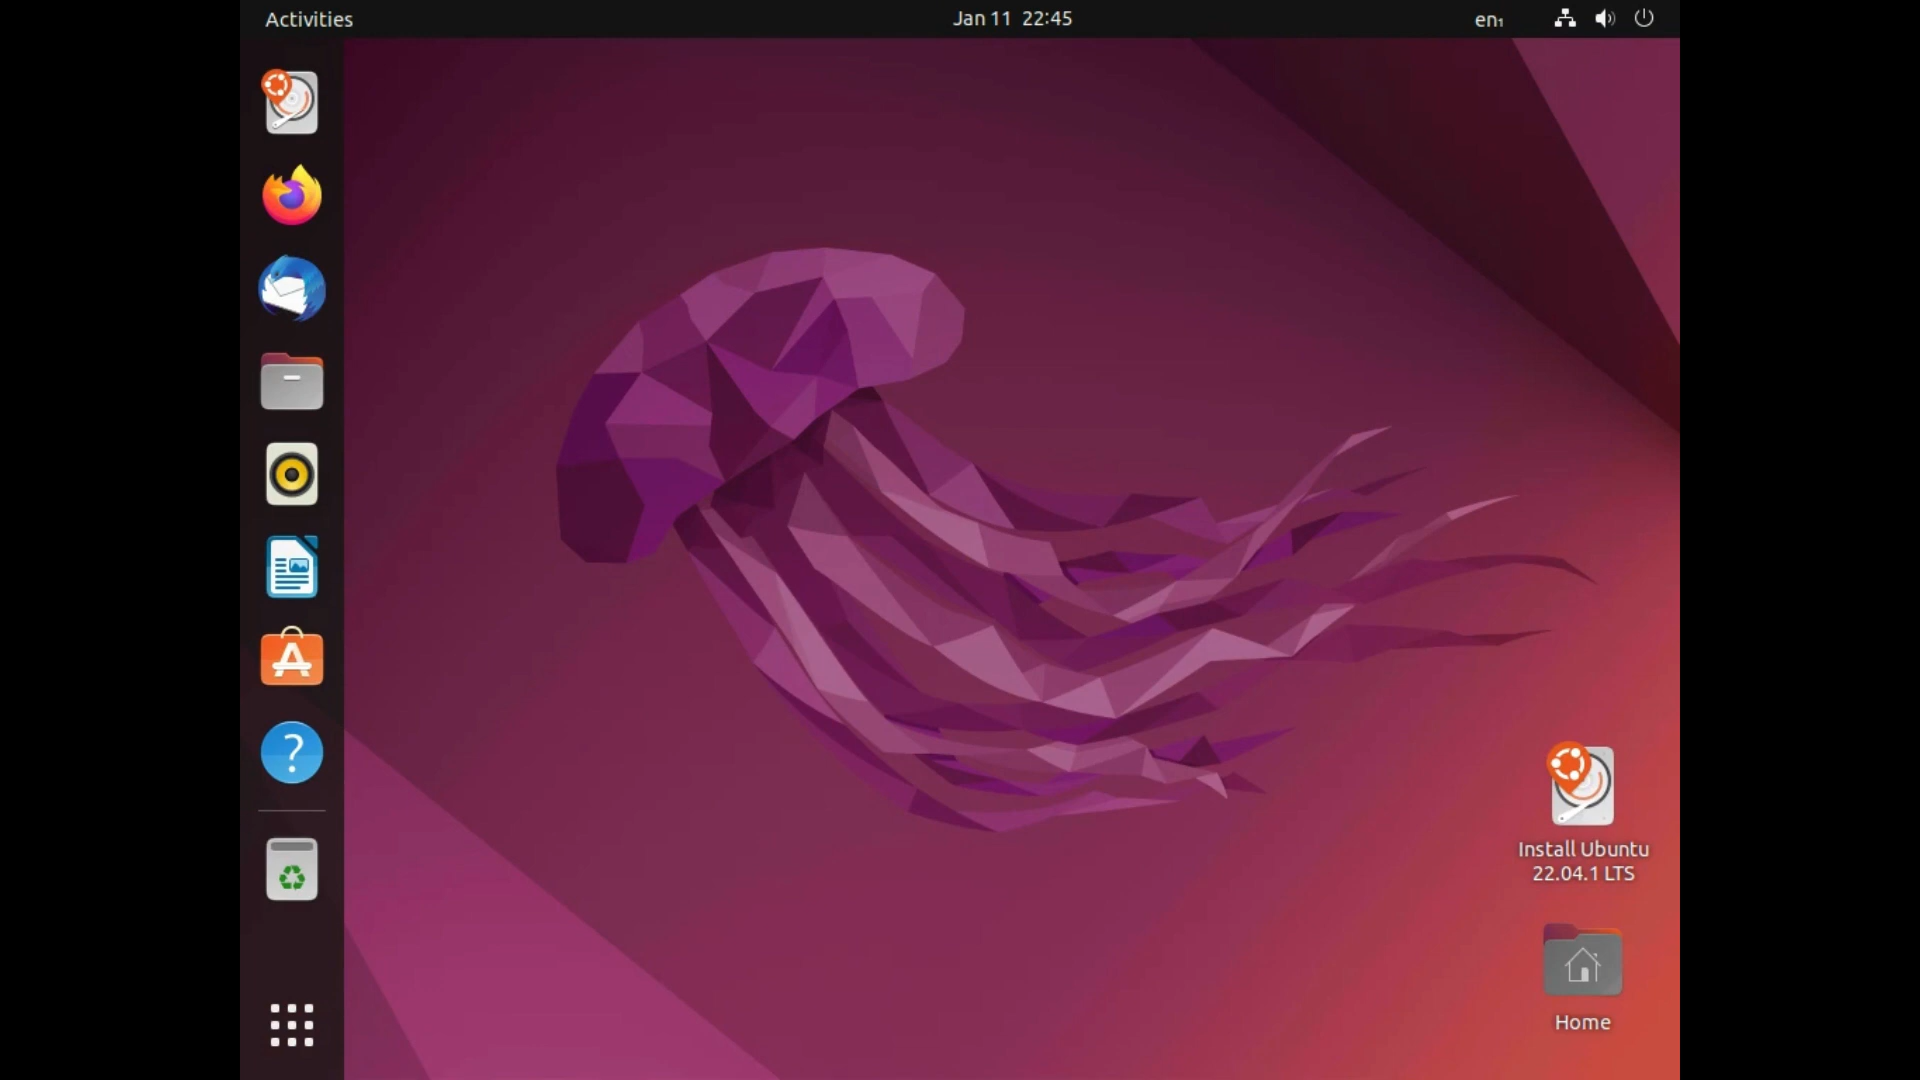 Activities
Jan 11 22:45
en₁
Install Ubuntu
22.04.1 LTS
Home